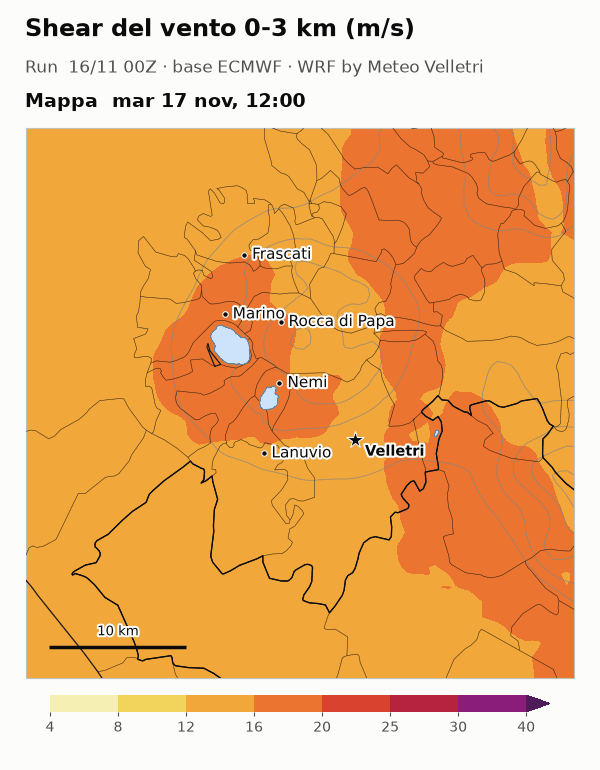 Shear del vento 0-3 km (m/s)
Run  16/11 00Z · base ECMWF · WRF by Meteo Velletri
Mappa  mar 17 nov, 12:00
Frascati
Marino
Rocca di Papa
Nemi
Velletri
Lanuvio
10 km
4 8 12 16 20 25 30 40